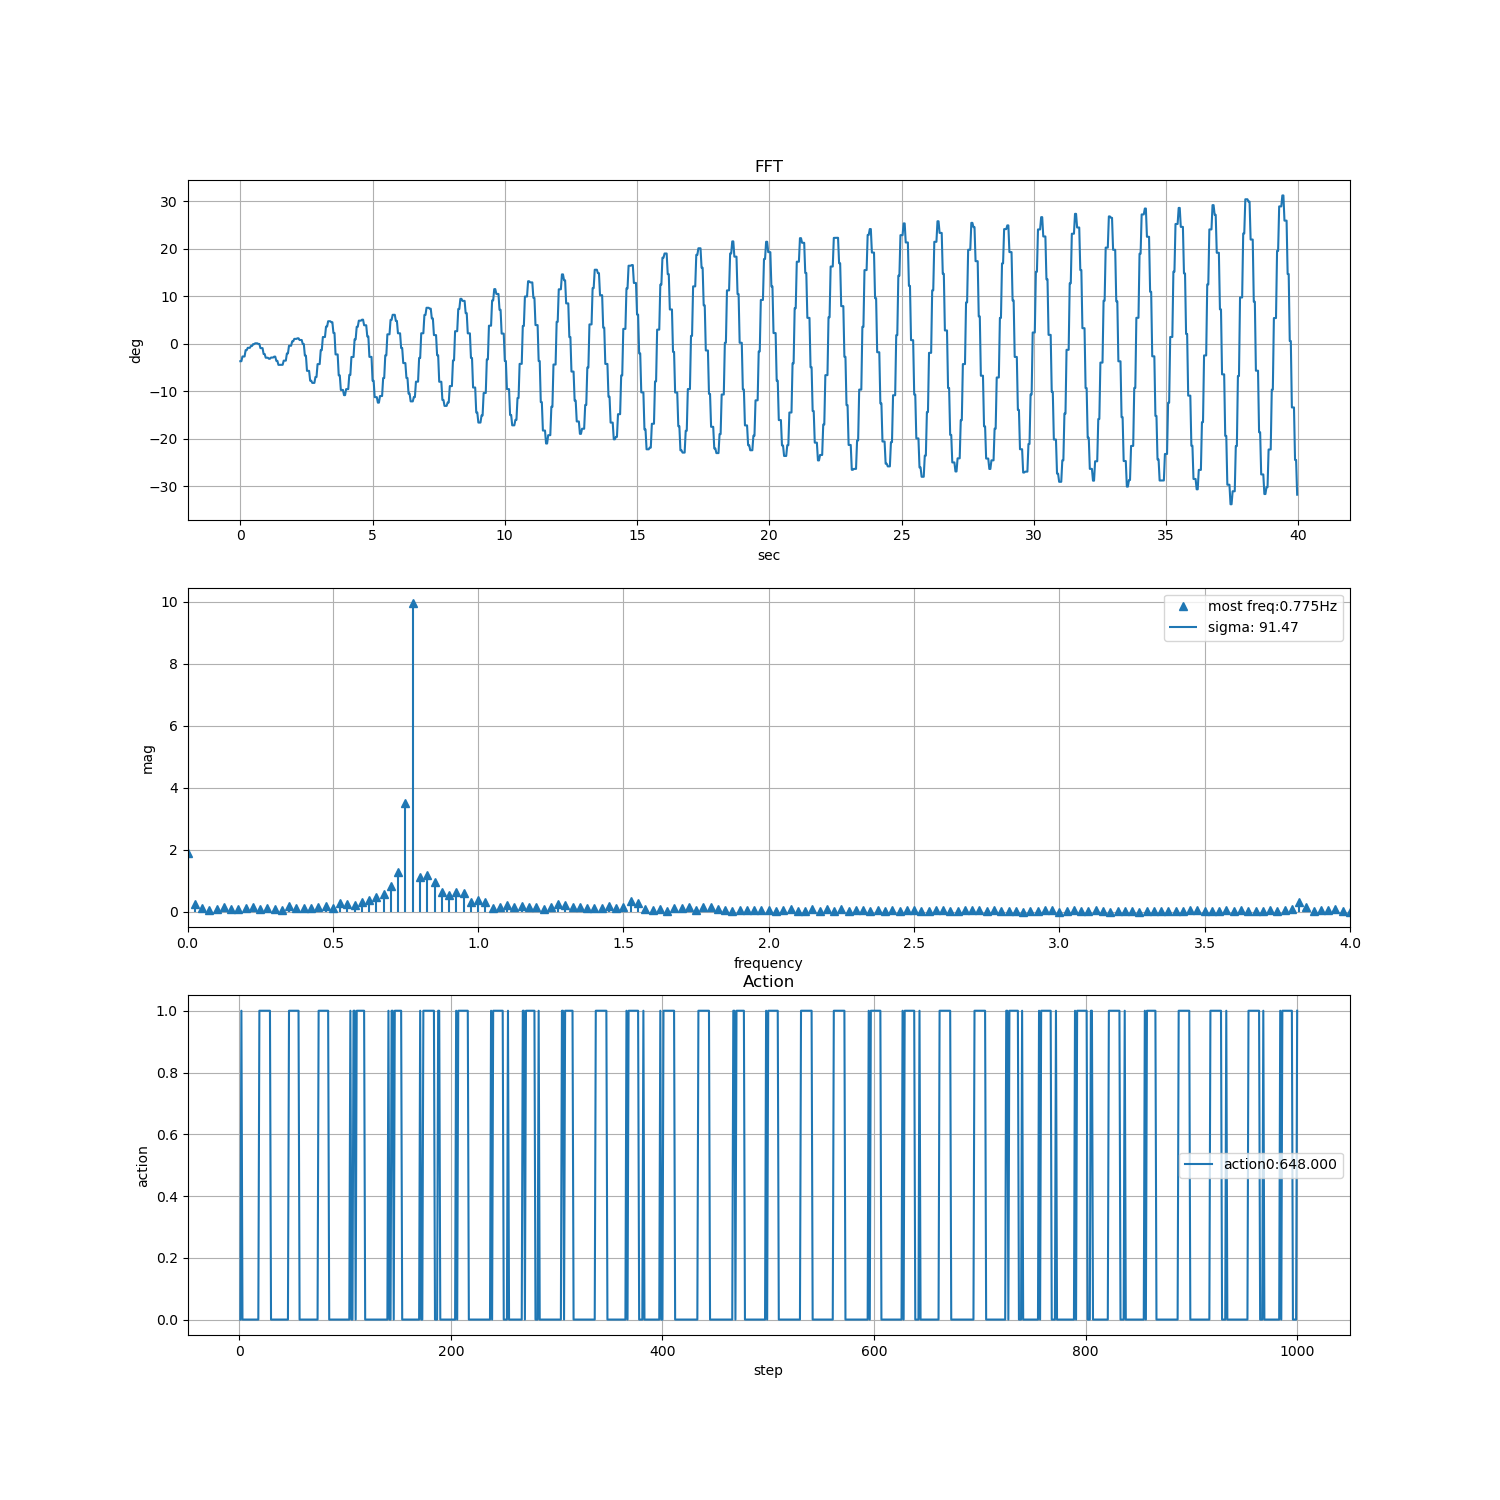 FFT
30
20
10
0
−10
−20
−30
deg
0 5 10 15 20 25 30 35 40
sec
10
8
6
4
2
0
mag
most freq:0.775Hz
sigma: 91.47
0.0 0.5 1.0 1.5 2.0 2.5 3.0 3.5 4.0
frequency
Action
1.0
0.8
0.6
0.4
0.2
0.0
action
action0:648.000
0 200 400 600 800 1000
step